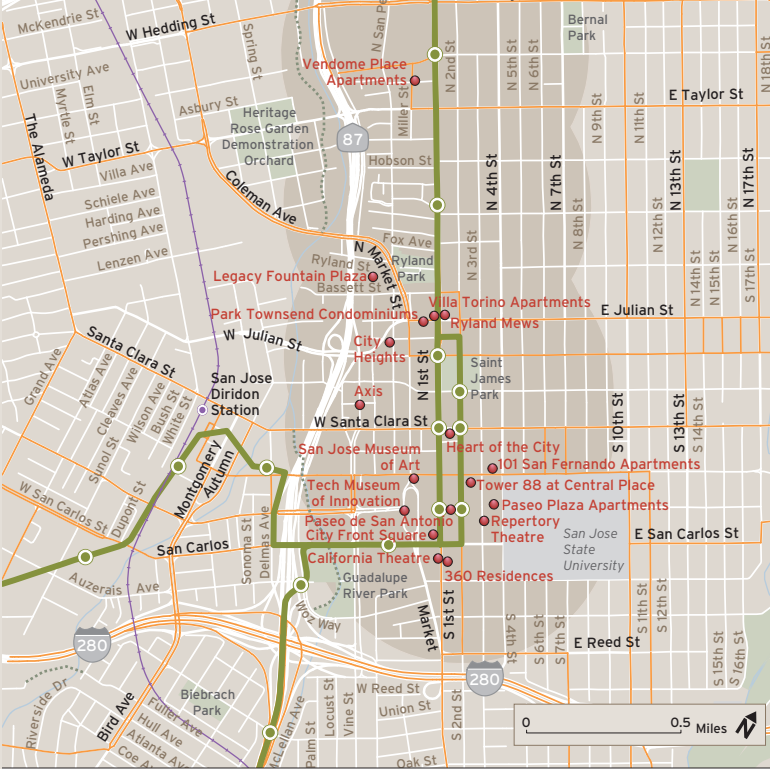 McKendrie St
W Hedding St
Spring St
N San Pe
Bernal
Park
N 2nd St
N 5th St
N 6th St
N 18th St
Vendome Place
Apartments
University Ave
Elm St
Myrtle St
Asbury St
Miller St
E Taylor St
N 9th St
N 11th St
The Alameda
Heritage
Rose Garden
Demonstration
Orchard
87
W Taylor St
Villa Ave
Hobson St
N 4th St
N 7th St
N 13th St
N 17th St
Schiele Ave
Harding Ave
Pershing Ave
Lenzen Ave
Coleman Ave
N 8th St
N 12th St
N 16th St
Fox Ave
N 3rd St
N 14th St
N 15th St
S 17th St
N Market St
Ryland St
Ryland
Park
Legacy Fountain Plaza
Bassett St
Villa Torino Apartments
Park Townsend Condominiums
Ryland Mews
E Julian St
Santa Clara St
W Julian St
City
Heights
N 1st St
Saint
James
Park
Grand Ave
Atlas Ave
Cleaves Ave
Wilson Ave
Bush St
White St
Sunol St
San Jose
Diridon
Station
Axis
W Santa Clara St
S 10th St
S 13th St
S 14th St
San Jose Museum
of Art
Heart of the City
101 San Fernando Apartments
Montgomery
Autumn
Tech Museum
of Innovation
Tower 88 at Central Place
W San Carlos St
Dupont St
Paseo Plaza Apartments
Paseo de San Antonio
Repertory
Theatre
City Front Square
San Jose
State
University
E San Carlos St
San Carlos
Sonoma St
Delmas Ave
California Theatre
360 Residences
Auzerais Ave
Guadalupe
River Park
Woz Way
Market
S 1st St
S 4th St
S 6th St
S 7th St
S 11th St
S 12th St
E Reed St
S 15th St
S 16th St
280
280
Riverside Dr
Bird Ave
Biebrach
Park
Fuller Ave
Hull Ave
Atlanta Ave
Coe Ave
McLellan Ave
Palm St
Locust St
Vine St
W Reed St
Union St
S 2nd St
Oak St
0 0.5 Miles
N